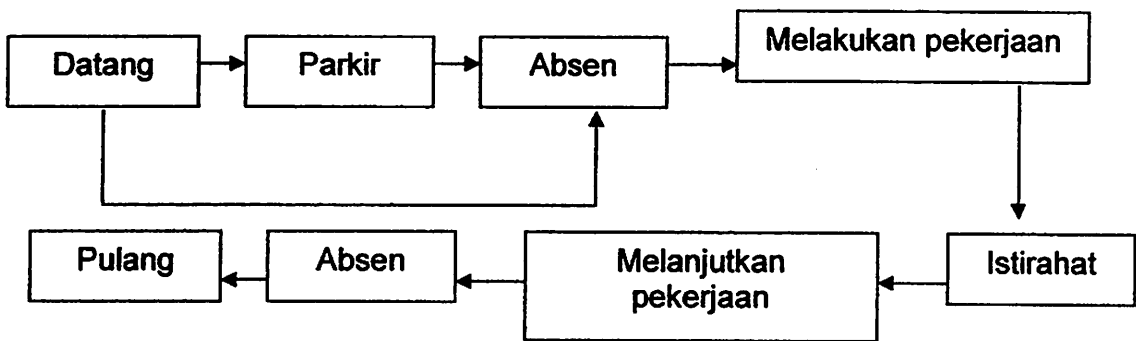 Datang
Parkir
Absen
Melakukan pekerjaan
Istirahat
Melanjutkan
pekerjaan
Absen
Pulang